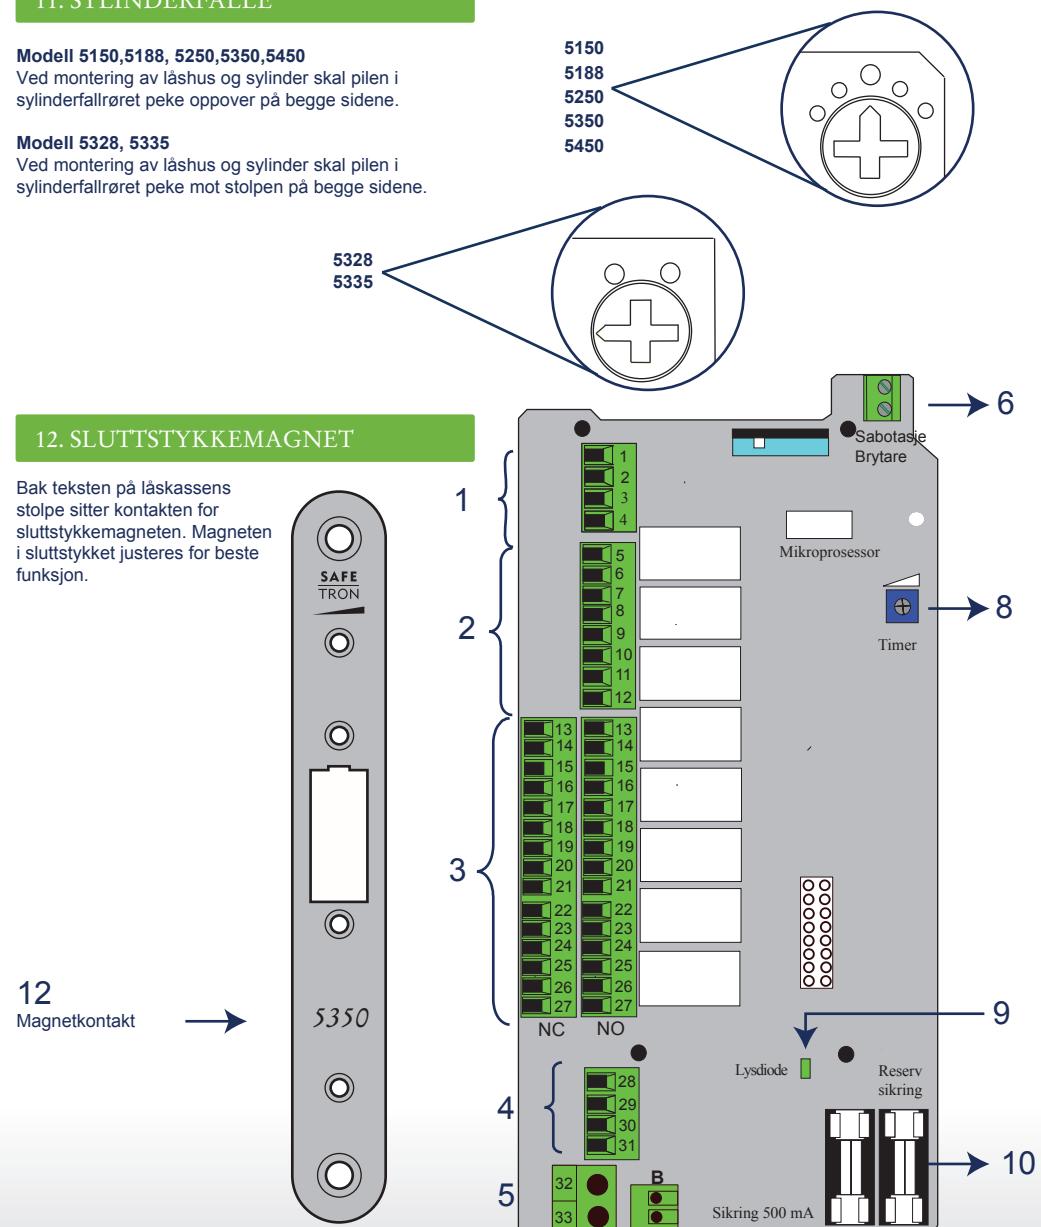 11. SYLINDERFALLE
Modell 5150,5188, 5250,5350,5450
Ved montering av låshus og sylinder skal pilen i
sylinderfallrøret peke oppover på begge sidene.
Modell 5328, 5335
Ved montering av låshus og sylinder skal pilen i
sylinderfallrøret peke mot stolpen på begge sidene.
5150
5188
5250
5350
5450
5328
5335
12. SLUTTSTYKKEMAGNET
Bak teksten på låskassens
stolpe sitter kontakten for
sluttstykkemagneten. Magneten
i sluttstykket justeres for beste
funksjon.
SAFE
TRON
5350
12
Magnetkontakt
6
Sabotasje
Brytare
1
1
2
3
4
Mikroprosessor
2
5
6
7
8
9
10
11
12
8
Timer
3
13 13
14 14
15 15
16 16
17 17
18 18
19 19
20 20
21 21
22 22
23 23
24 24
25 25
26 26
27 27
NC NO
9
Lysdiode
Reserv
sikring
4
28
29
30
31
10
5
32
33
B
Sikring 500 mA